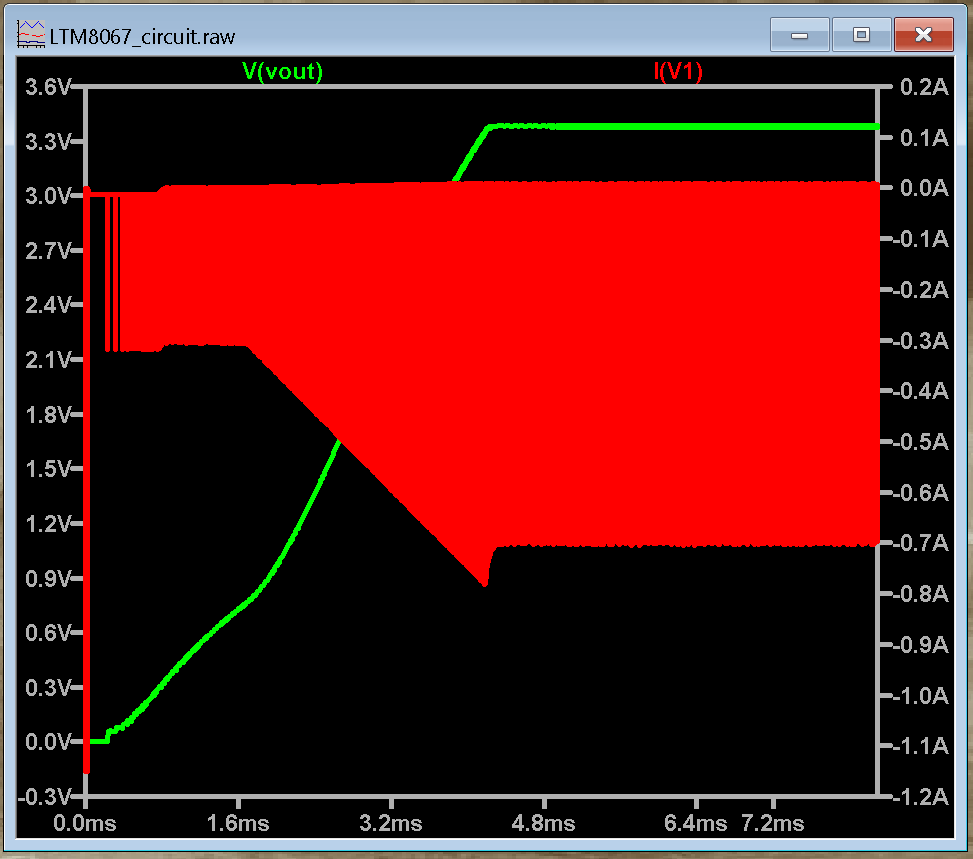 LTM8067_circuit.raw
V(vout) I(V1)
3.6V 0.2A
3.3V 0.1A
3.0V 0.0A
2.7V -0.1A
2.4V -0.2A
2.1V -0.3A
1.8V -0.4A
1.5V -0.5A
1.2V -0.6A
0.9V -0.7A
0.6V -0.8A
0.3V -0.9A
0.0V -1.0A
-0.3V -1.1A
-1.2A
0.0ms 1.6ms 3.2ms 4.8ms 6.4ms 7.2ms